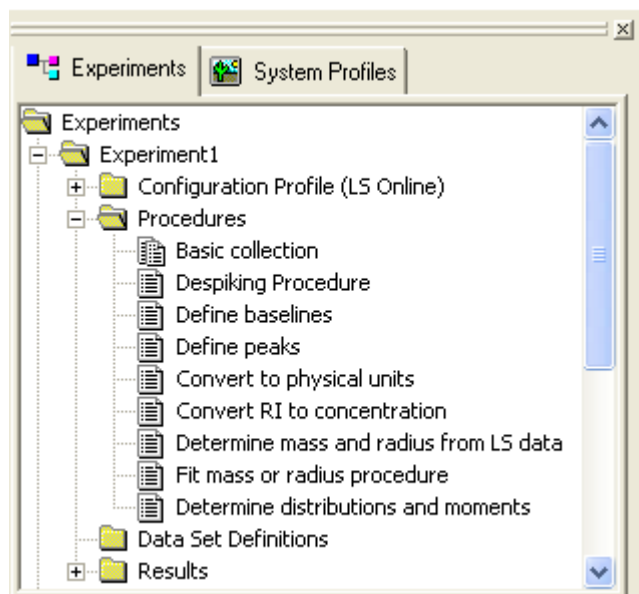 Experiments System Profiles
Experiments
Experiment1
Configuration Profile (LS Online)
Procedures
Basic collection
Despiking Procedure
Define baselines
Define peaks
Convert to physical units
Convert RI to concentration
Determine mass and radius from LS data
Fit mass or radius procedure
Determine distributions and moments
Data Set Definitions
Results